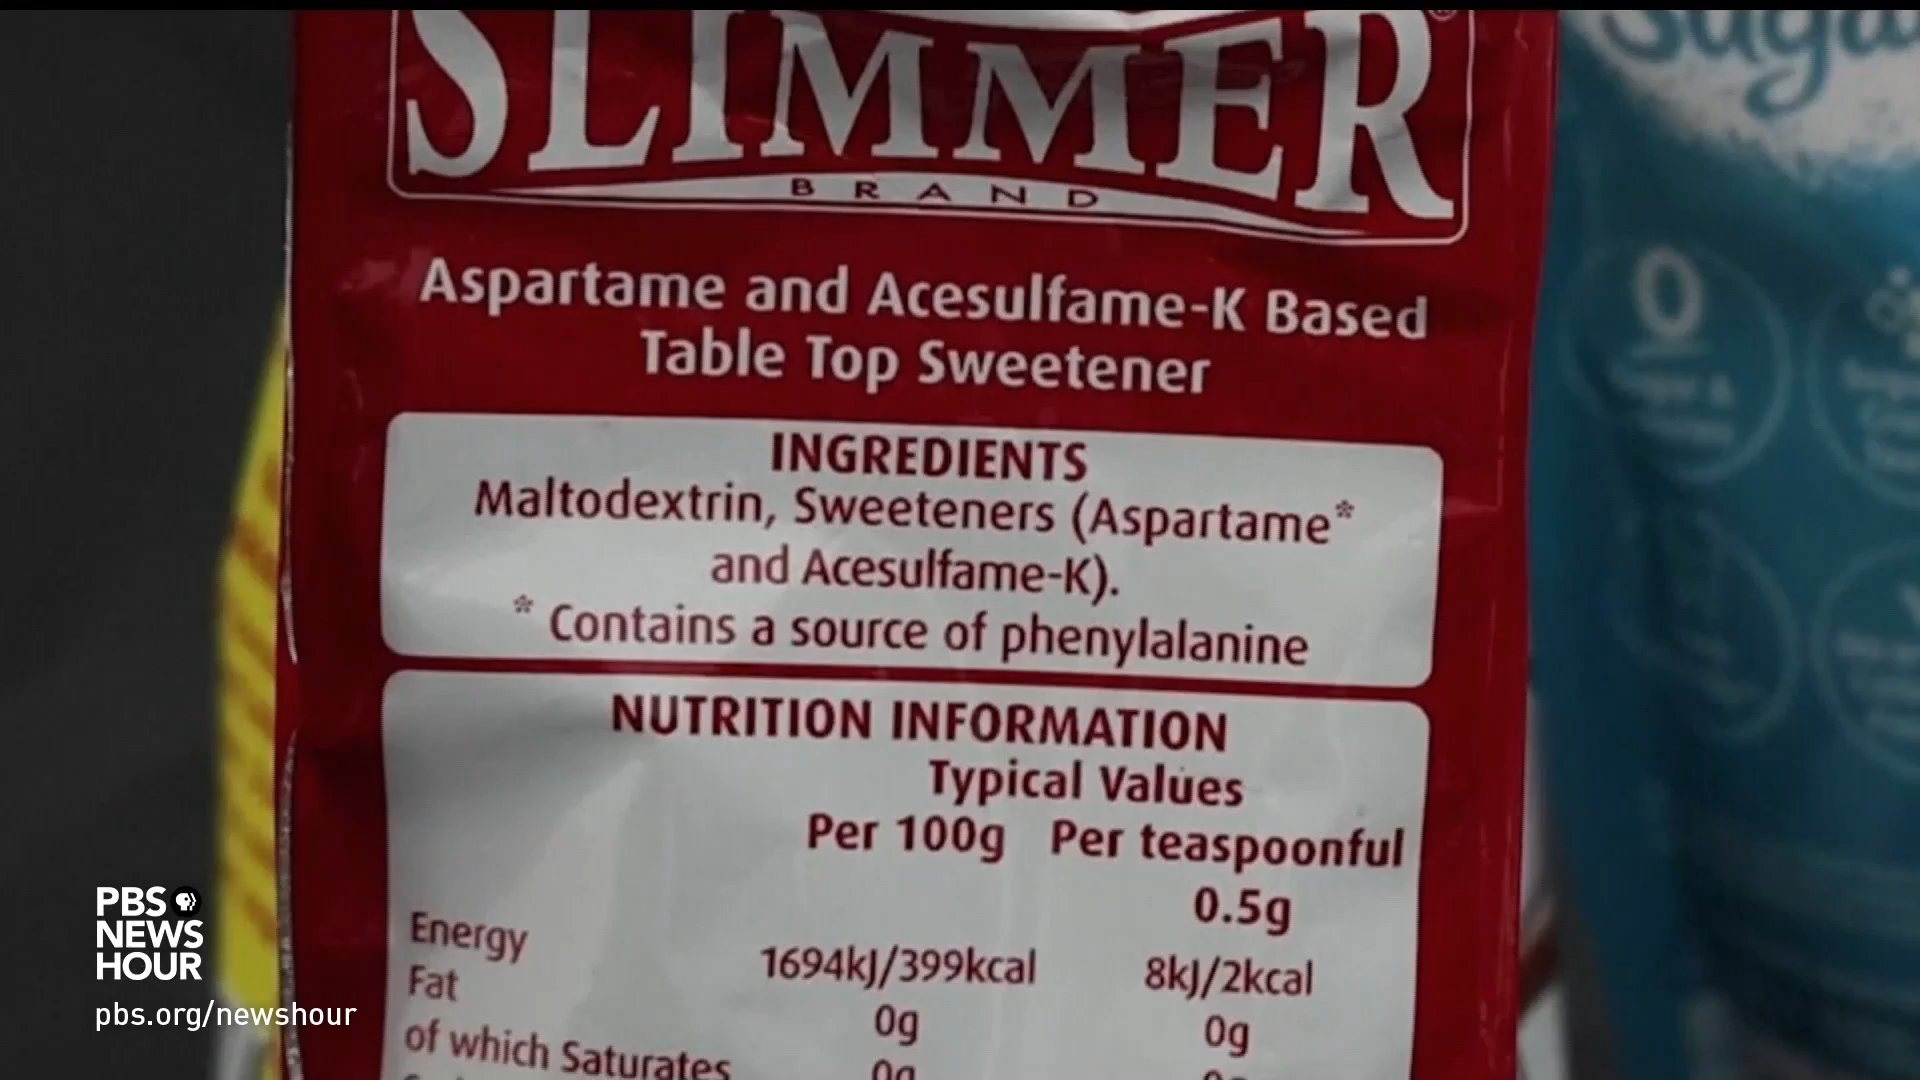 SLIMMER
BRAND
Aspartame and Acesulfame-K Based
Table Top Sweetener
INGREDIENTS
Maltodextrin, Sweeteners (Aspartame*
and Acesulfame-K).
* Contains a source of phenylalanine
NUTRITION INFORMATION
Typical Values
Per 100g Per teaspoonful
0.5g
Energy 1694kJ/399kcal 8kJ/2kcal
Fat 0g 0g
of which Saturates 0g
PBS
NEWS
HOUR
pbs.org/newshour